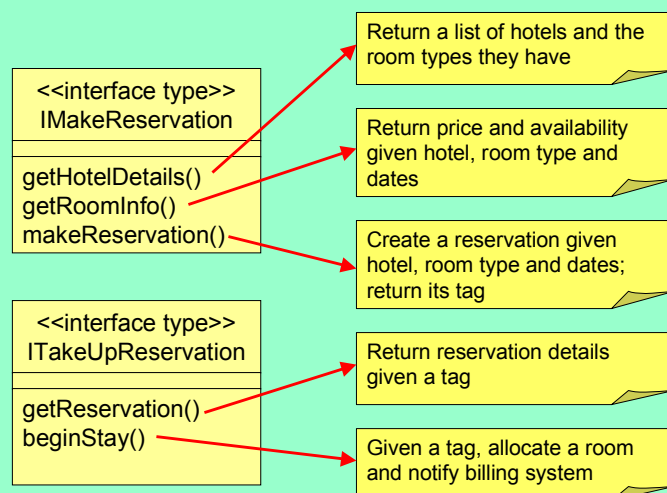 <<interface type>>
IMakeReservation
getHotelDetails()
getRoomInfo()
makeReservation()
Return a list of hotels and the
room types they have
Return price and availability
given hotel, room type and
dates
Create a reservation given
hotel, room type and dates;
return its tag
<<interface type>>
ITakeUpReservation
getReservation()
beginStay()
Return reservation details
given a tag
Given a tag, allocate a room
and notify billing system